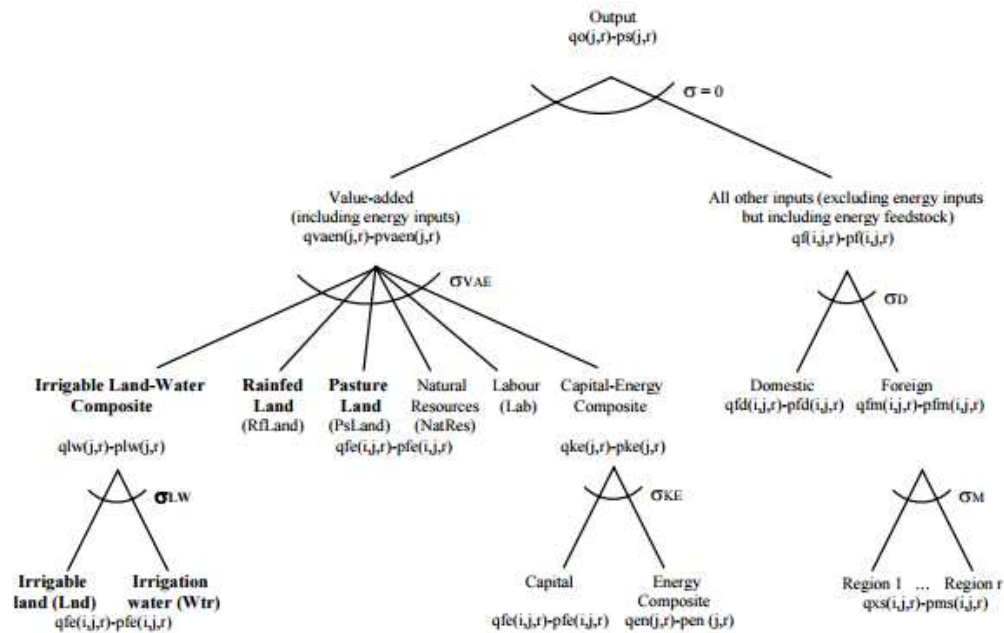 Output
qo(j,r)-ps(j,r)
σ = 0
Value-added
(including energy inputs)
qvaen(j,r)-pvaen(j,r)
All other inputs (excluding energy inputs
but including energy feedstock)
qf(i,j,r)-pf(i,j,r)
σVAE
σD
Irrigable Land-Water
Composite
qlw(j,r)-plw(j,r)
Rainfed
Land
(RfLand)
Pasture
Land
(PsLand)
Natural
Resources
(NatRes)
qfe(i,j,r)-pfe(i,j,r)
Labour
(Lab)
Capital-Energy
Composite
qke(j,r)-pke(j,r)
Domestic
qfd(i,j,r)-pfd(i,j,r)
Foreign
qfm(i,j,r)-pfm(i,j,r)
σLW
σKE
σM
Irrigable
land (Lnd)
Irrigation
water (Wtr)
qfe(i,j,r)-pfe(i,j,r)
Capital
qfe(i,j,r)-pfe(i,j,r)
Energy
Composite
qen(j,r)-pen (j,r)
Region 1 ... Region r
qxs(i,j,r)-pms(i,j,r)